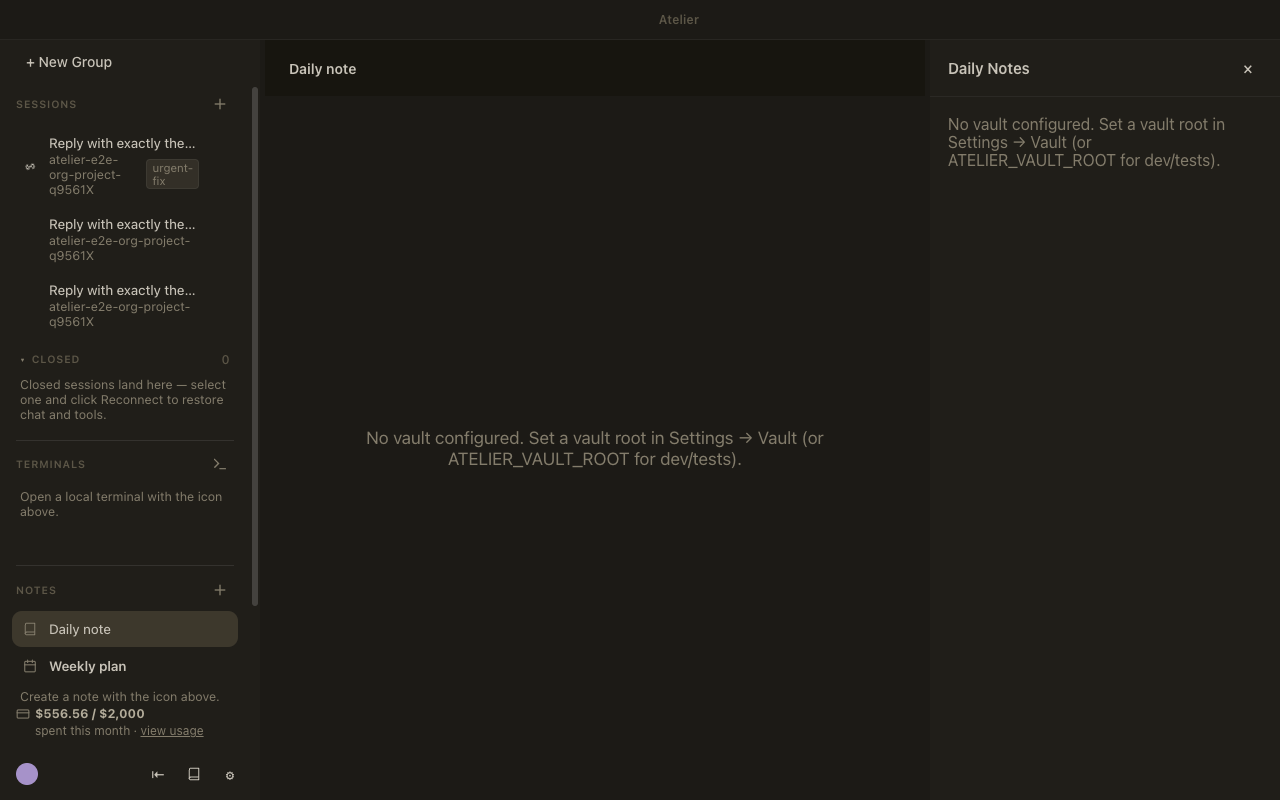 Atelier
+ New Group
SESSIONS
Reply with exactly the...
atelier-e2e-
org-project-
q9561X
urgent-
fix
Reply with exactly the...
atelier-e2e-org-project-
q9561X
Reply with exactly the...
atelier-e2e-org-project-
q9561X
CLOSED
0
Closed sessions land here — select
one and click Reconnect to restore
chat and tools.
TERMINALS
Open a local terminal with the icon
above.
NOTES
Daily note
Weekly plan
Create a note with the icon above.
$556.56 / $2,000
spent this month · view usage
Daily note
No vault configured. Set a vault root in Settings → Vault (or
ATELIER_VAULT_ROOT for dev/tests).
Daily Notes
No vault configured. Set a vault root in
Settings → Vault (or
ATELIER_VAULT_ROOT for dev/tests).